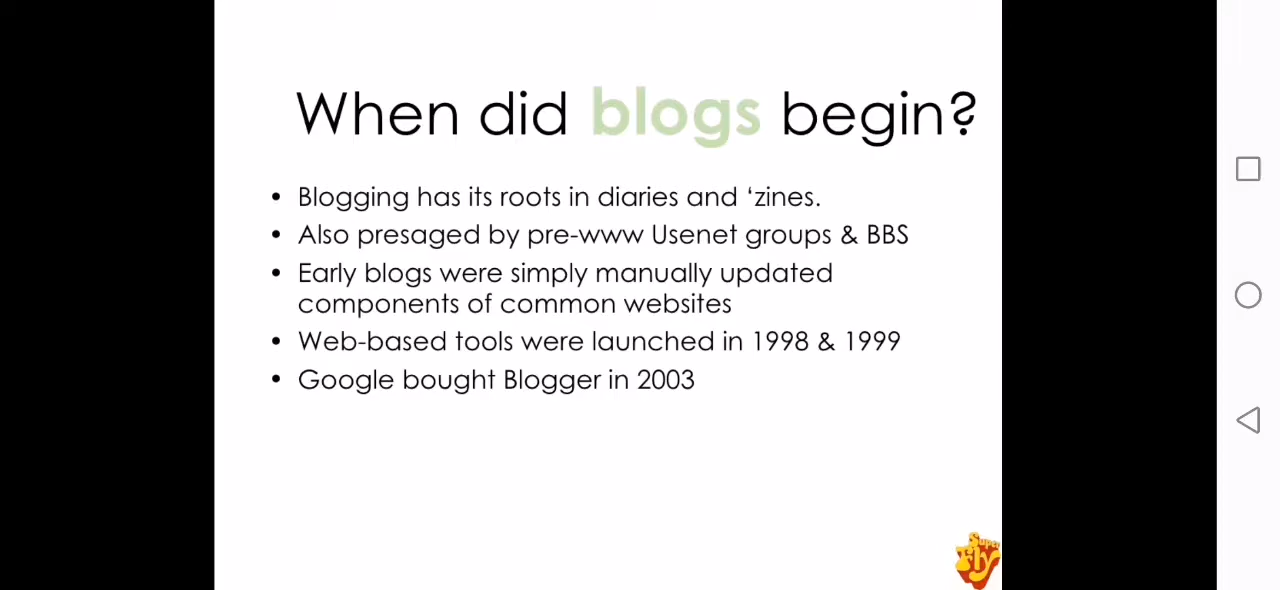 When did blogs begin?
• Blogging has its roots in diaries and ‘zines.
• Also presaged by pre-www Usenet groups & BBS
• Early blogs were simply manually updated
components of common websites
• Web-based tools were launched in 1998 & 1999
• Google bought Blogger in 2003
Super
Fly